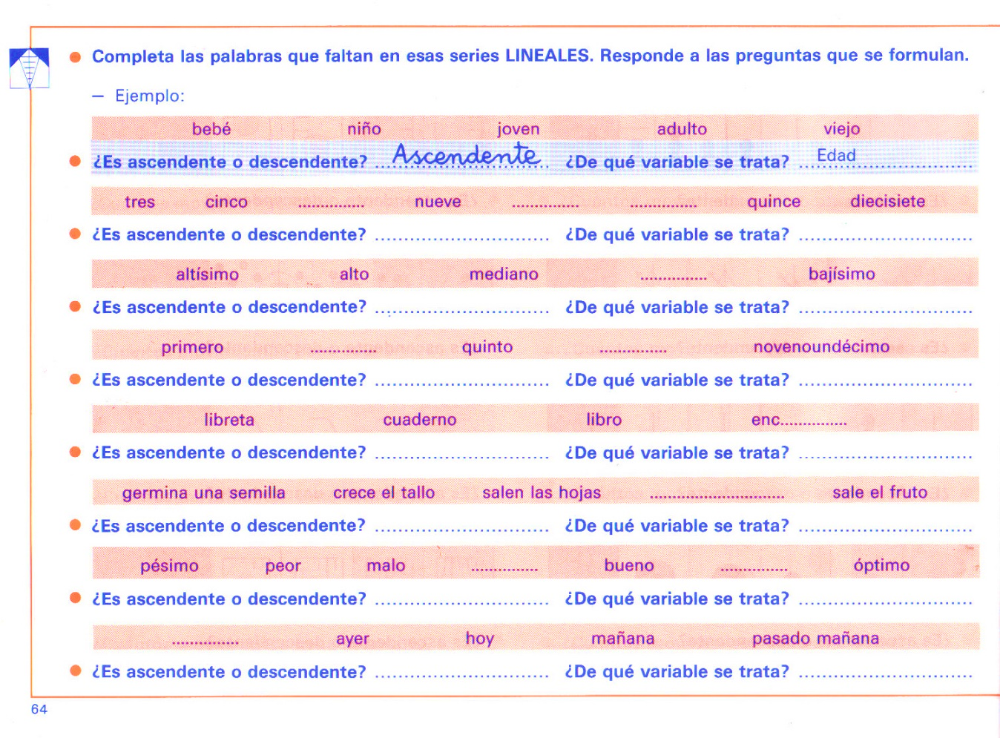 Completa las palabras que faltan en esas series LINEALES. Responde a las preguntas que se formulan.
– Ejemplo:
bebé niño joven adulto viejo
¿Es ascendente o descendente? Ascendente ¿De qué variable se trata? Edad
tres cinco ............... nueve ............... ............... quince diecisiete
¿Es ascendente o descendente? .............................. ¿De qué variable se trata? ..............................
altísimo alto mediano ............... bajísimo
¿Es ascendente o descendente? .............................. ¿De qué variable se trata? ..............................
primero ............... quinto ............... novenoundécimo
¿Es ascendente o descendente? .............................. ¿De qué variable se trata? ..............................
libreta cuaderno libro enc...............
¿Es ascendente o descendente? .............................. ¿De qué variable se trata? ..............................
germina una semilla crece el tallo salen las hojas .............................. sale el fruto
¿Es ascendente o descendente? .............................. ¿De qué variable se trata? ..............................
pésimo peor malo ............... bueno ............... óptimo
¿Es ascendente o descendente? .............................. ¿De qué variable se trata? ..............................
............... ayer hoy mañana pasado mañana
¿Es ascendente o descendente? .............................. ¿De qué variable se trata? ..............................
64